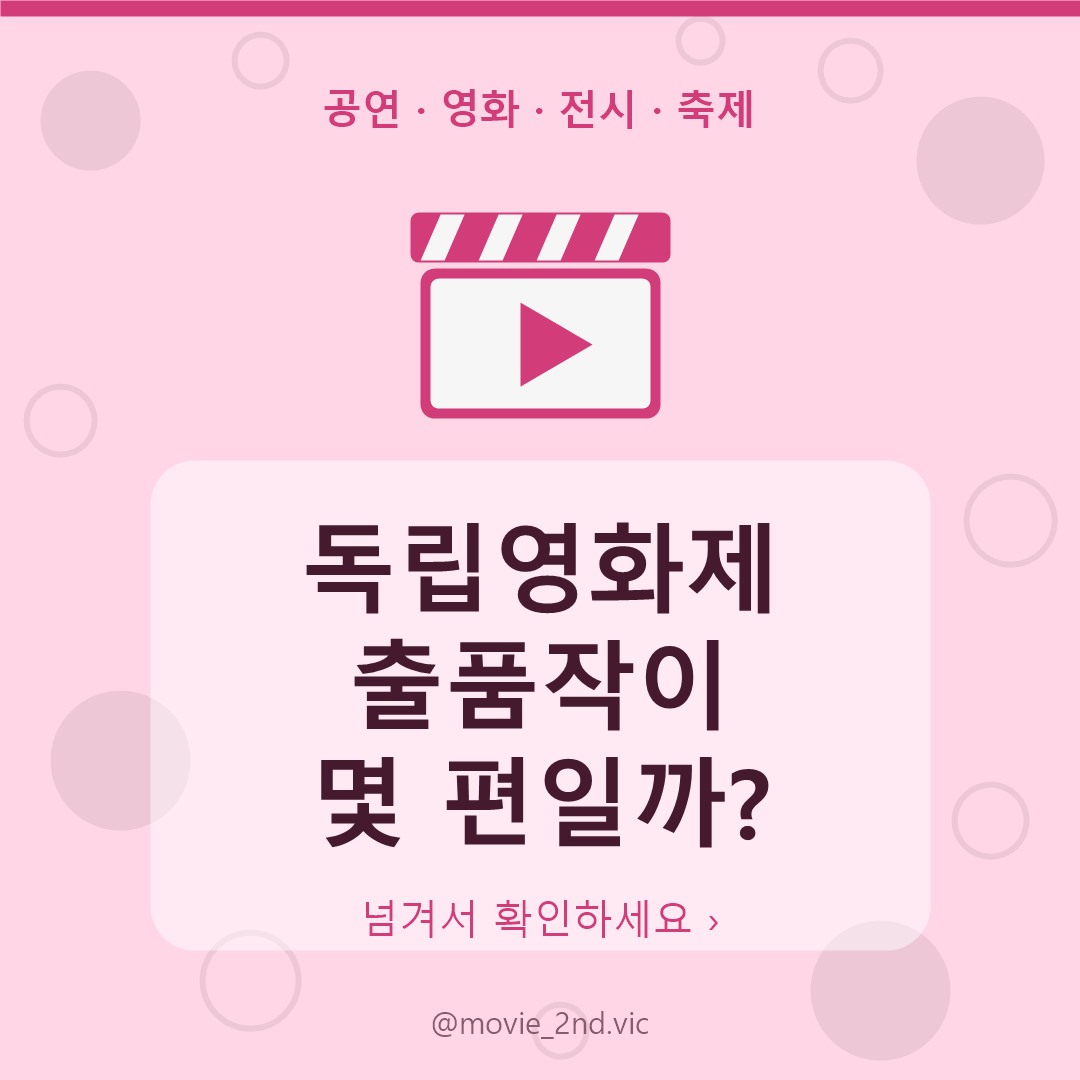 공연 · 영화 · 전시 · 축제
독립영화제
출품작이
몇 편일까?
넘겨서 확인하세요 ›
@movie_2nd.vic